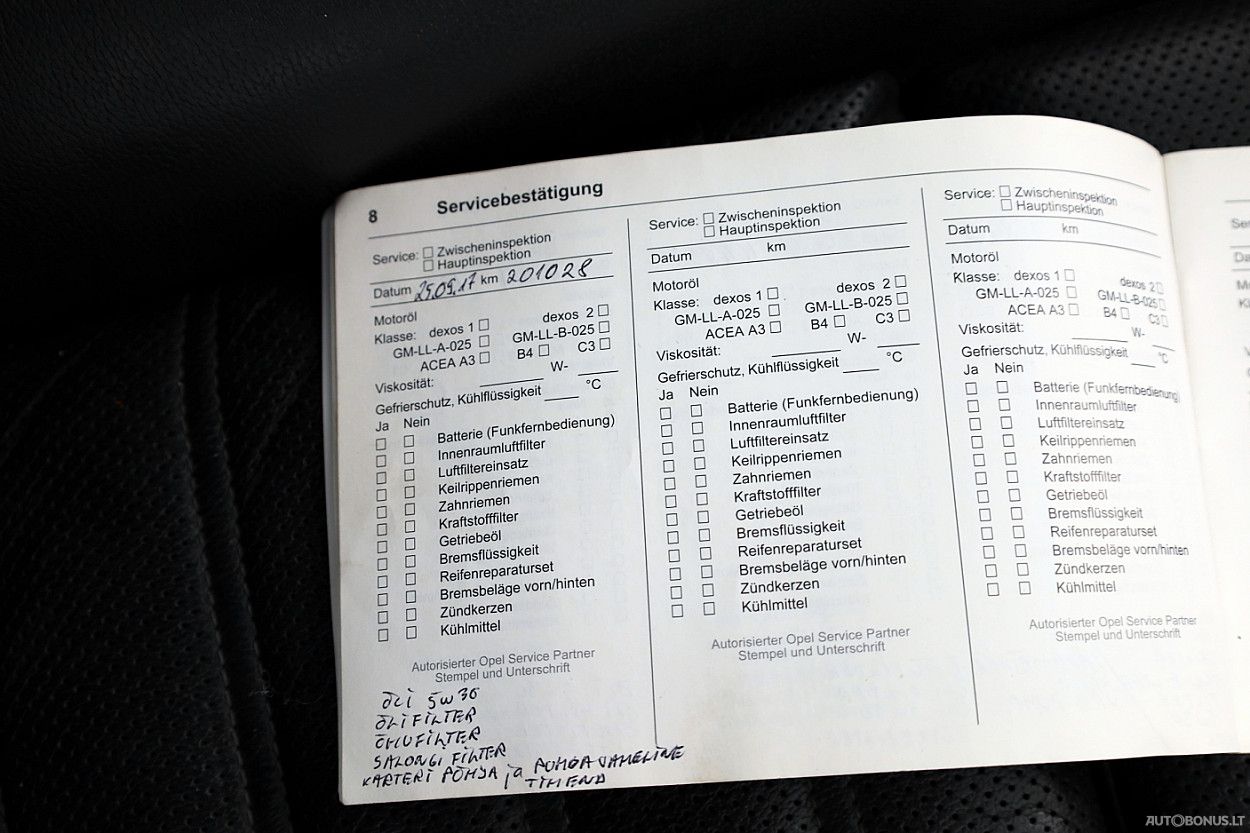 8 Servicebestätigung
Service: Zwischeninspektion
Hauptinspektion
Datum 25.09.17 km 201028
Motoröl
Klasse: dexos 1 dexos 2
GM-LL-A-025 GM-LL-B-025
ACEA A3 B4 C3
Viskosität: W-
Gefrierschutz, Kühlflüssigkeit °C
Ja Nein
Batterie (Funkfernbedienung)
Innenraumluftfilter
Luftfiltereinsatz
Keilrippenriemen
Zahnriemen
Kraftstofffilter
Getriebeöl
Bremsflüssigkeit
Reifenreparaturset
Bremsbeläge vorn/hinten
Zündkerzen
Kühlmittel
Autorisierter Opel Service Partner
Stempel und Unterschrift
ÕLI 5W30
ÕLIFILTER
ÕHUFILTER
SALONGI FILTER
KARTERI PÕHJA ja PUMBA VAHELINE
TIHEND
Service: Zwischeninspektion
Hauptinspektion
Datum km
Motoröl
Klasse: dexos 1 dexos 2
GM-LL-A-025 GM-LL-B-025
ACEA A3 B4 C3
Viskosität: W-
Gefrierschutz, Kühlflüssigkeit °C
Ja Nein
Batterie (Funkfernbedienung)
Innenraumluftfilter
Luftfiltereinsatz
Keilrippenriemen
Zahnriemen
Kraftstofffilter
Getriebeöl
Bremsflüssigkeit
Reifenreparaturset
Bremsbeläge vorn/hinten
Zündkerzen
Kühlmittel
Autorisierter Opel Service Partner
Stempel und Unterschrift
Service: Zwischeninspektion
Hauptinspektion
Datum km
Motoröl
Klasse: dexos 1 dexos 2
GM-LL-A-025 GM-LL-B-025
ACEA A3 B4 C3
Viskosität: W-
Gefrierschutz, Kühlflüssigkeit °C
Ja Nein
Batterie (Funkfernbedienung)
Innenraumluftfilter
Luftfiltereinsatz
Keilrippenriemen
Zahnriemen
Kraftstofffilter
Getriebeöl
Bremsflüssigkeit
Reifenreparaturset
Bremsbeläge vorn/hinten
Zündkerzen
Kühlmittel
Autorisierter Opel Service Partner
Stempel und Unterschrift
AUTOBONUS.LT